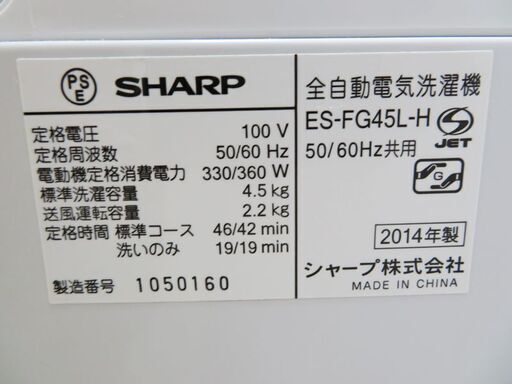 PSE SHARP
定格電圧 100 V
定格周波数 50/60 Hz
電動機定格消費電力 330/360 W
標準洗濯容量 4.5 kg
送風運転容量 2.2 kg
定格時間 標準コース 46/42 min
洗いのみ 19/19 min
製造番号 1050160
全自動電気洗濯機
ES-FG45L-H
50/60Hz共用
S JET
G
2014年製
シャープ株式会社
MADE IN CHINA